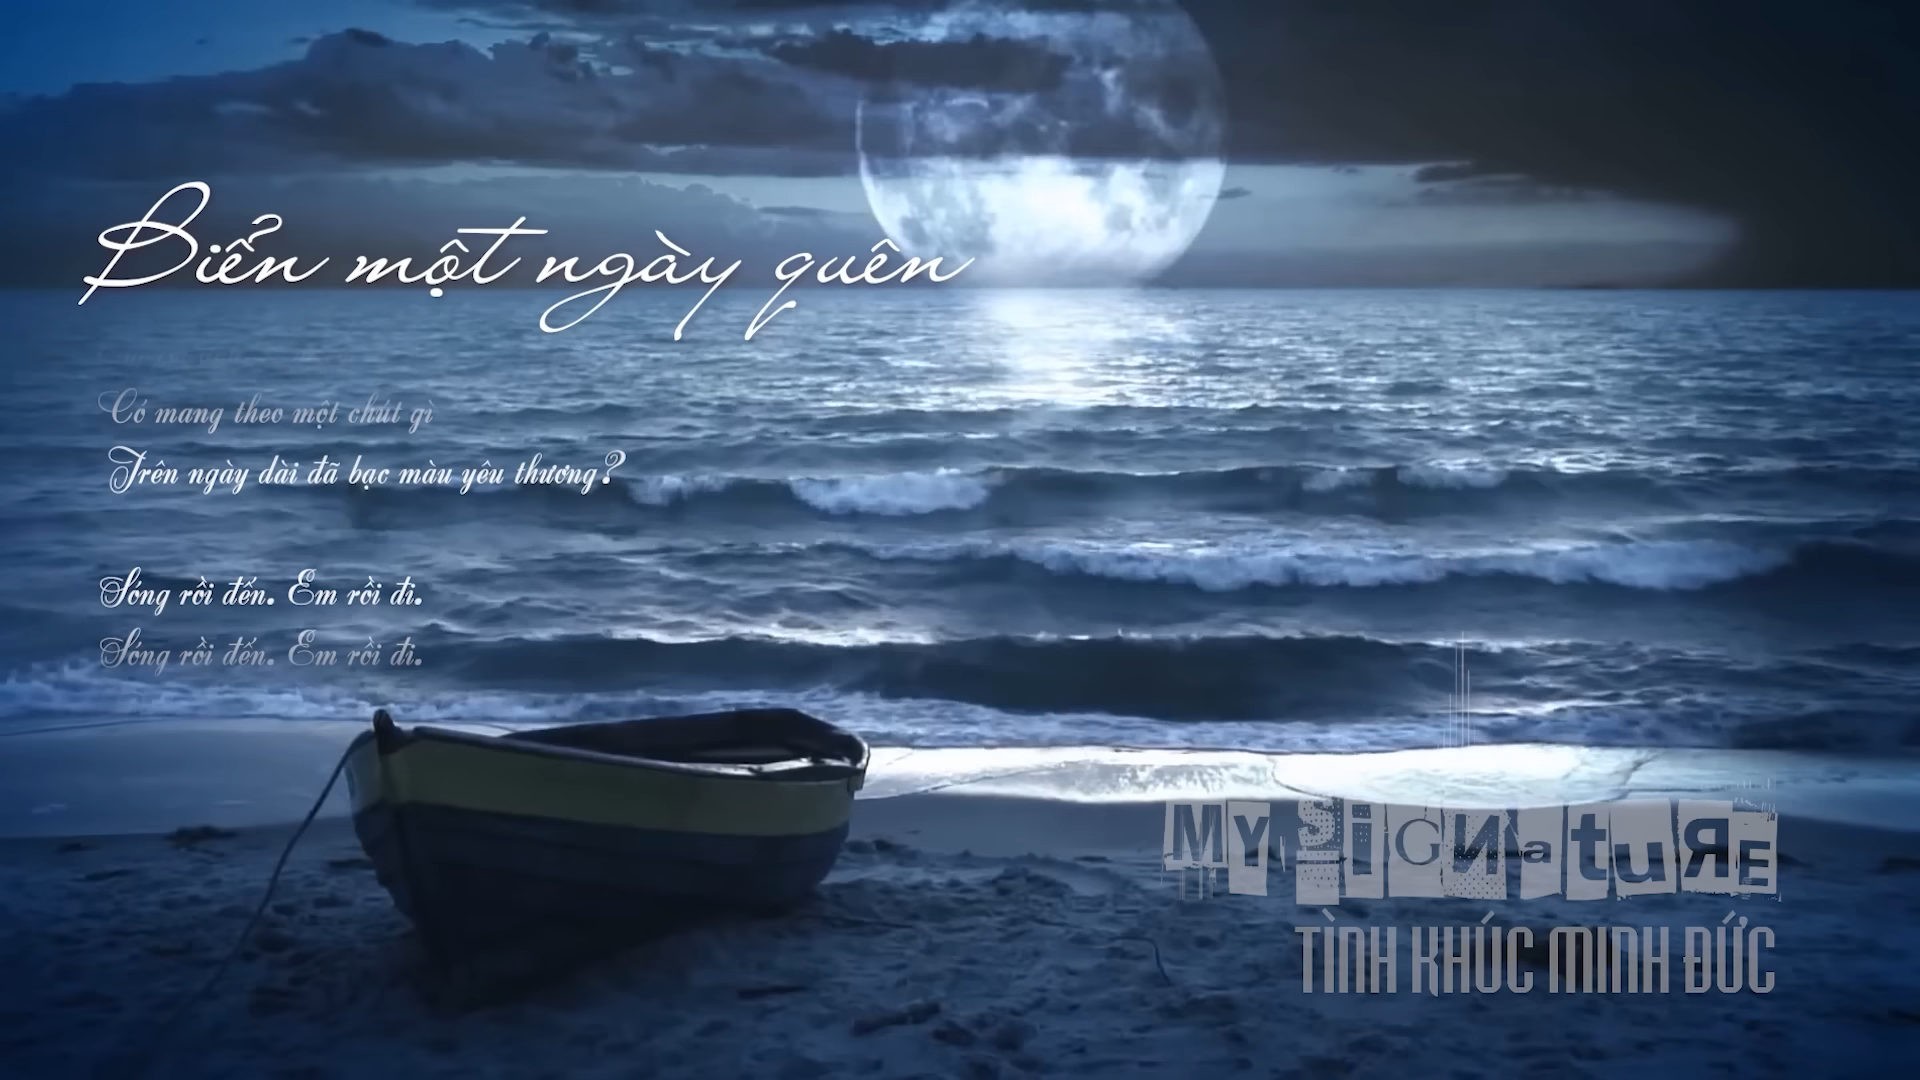 Biển một ngày quên
Có mang theo một chút gì
Trên ngày dài đã bạc màu yêu thương?
Sóng rồi đến. Em rồi đi.
Sóng rồi đến. Em rồi đi.
MY SiGNatuRE
TÌNH KHÚC MINH ĐỨC